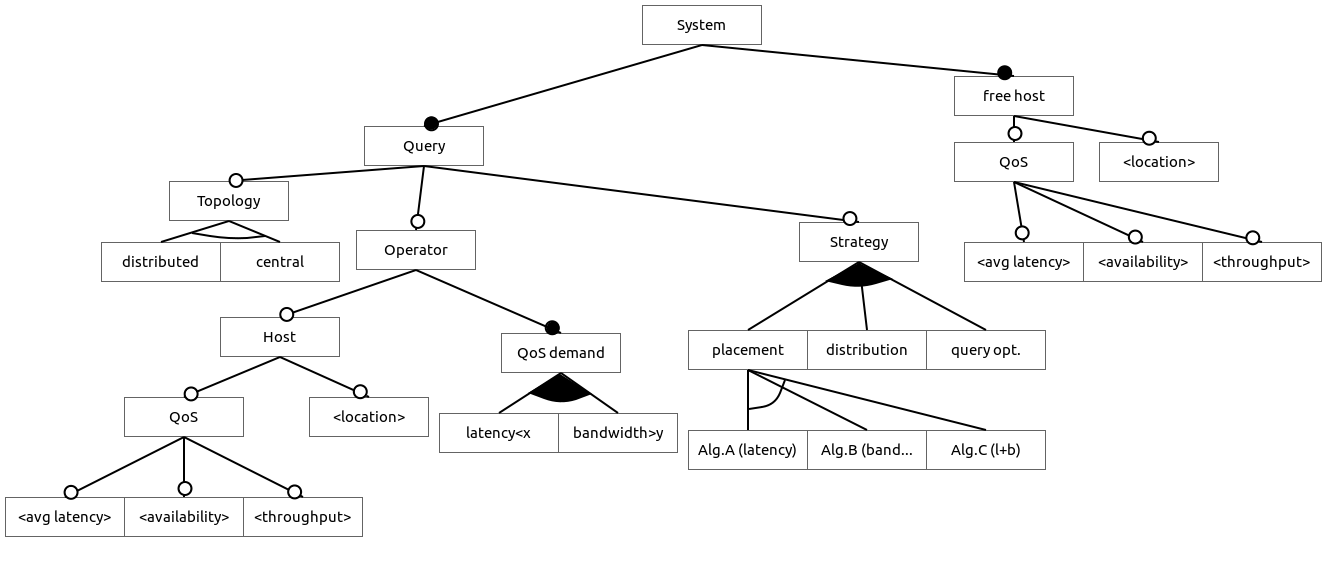 System
free host
Query
QoS
<location>
Topology
Operator
Strategy
distributed
central
<avg latency>
<availability>
<throughput>
Host
QoS demand
placement
distribution
query opt.
QoS
<location>
latency<x
bandwidth>y
Alg.A (latency)
Alg.B (band...
Alg.C (l+b)
<avg latency>
<availability>
<throughput>